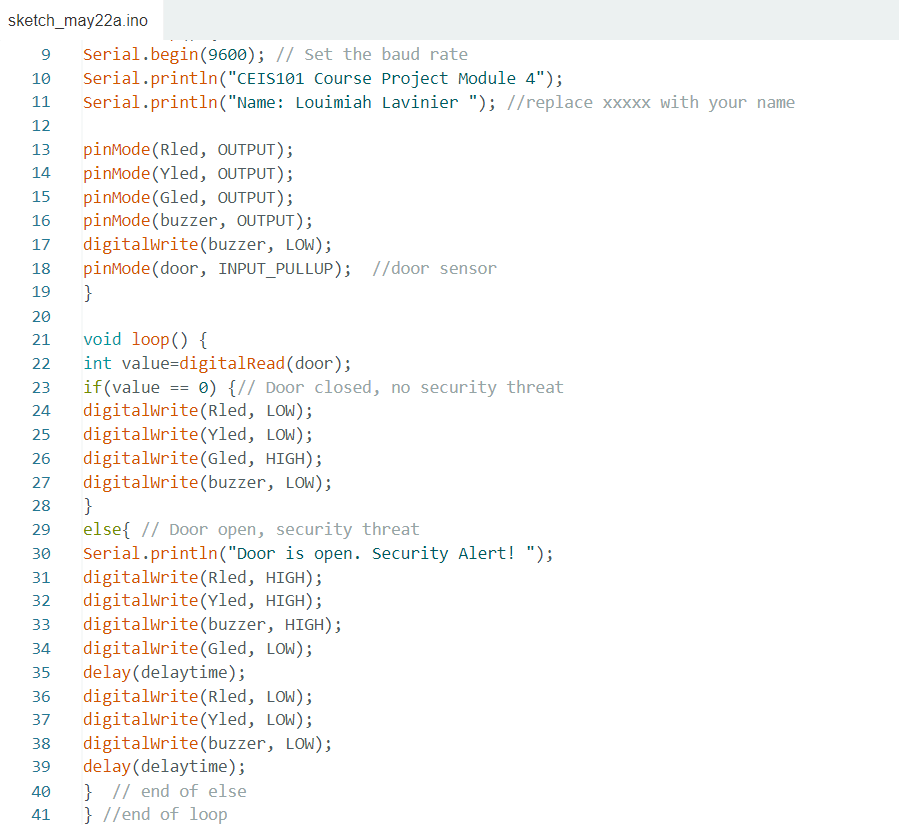 sketch_may22a.ino
9 Serial.begin(9600); // Set the baud rate
10 Serial.println("CEIS101 Course Project Module 4");
11 Serial.println("Name: Louimiah Lavinier "); //replace xxxxx with your name
12
13 pinMode(Rled, OUTPUT);
14 pinMode(Yled, OUTPUT);
15 pinMode(Gled, OUTPUT);
16 pinMode(buzzer, OUTPUT);
17 digitalWrite(buzzer, LOW);
18 pinMode(door, INPUT_PULLUP);  //door sensor
19 }
20
21 void loop() {
22 int value=digitalRead(door);
23 if(value == 0) {// Door closed, no security threat
24 digitalWrite(Rled, LOW);
25 digitalWrite(Yled, LOW);
26 digitalWrite(Gled, HIGH);
27 digitalWrite(buzzer, LOW);
28 }
29 else{ // Door open, security threat
30 Serial.println("Door is open. Security Alert! ");
31 digitalWrite(Rled, HIGH);
32 digitalWrite(Yled, HIGH);
33 digitalWrite(buzzer, HIGH);
34 digitalWrite(Gled, LOW);
35 delay(delaytime);
36 digitalWrite(Rled, LOW);
37 digitalWrite(Yled, LOW);
38 digitalWrite(buzzer, LOW);
39 delay(delaytime);
40 }  // end of else
41 } //end of loop